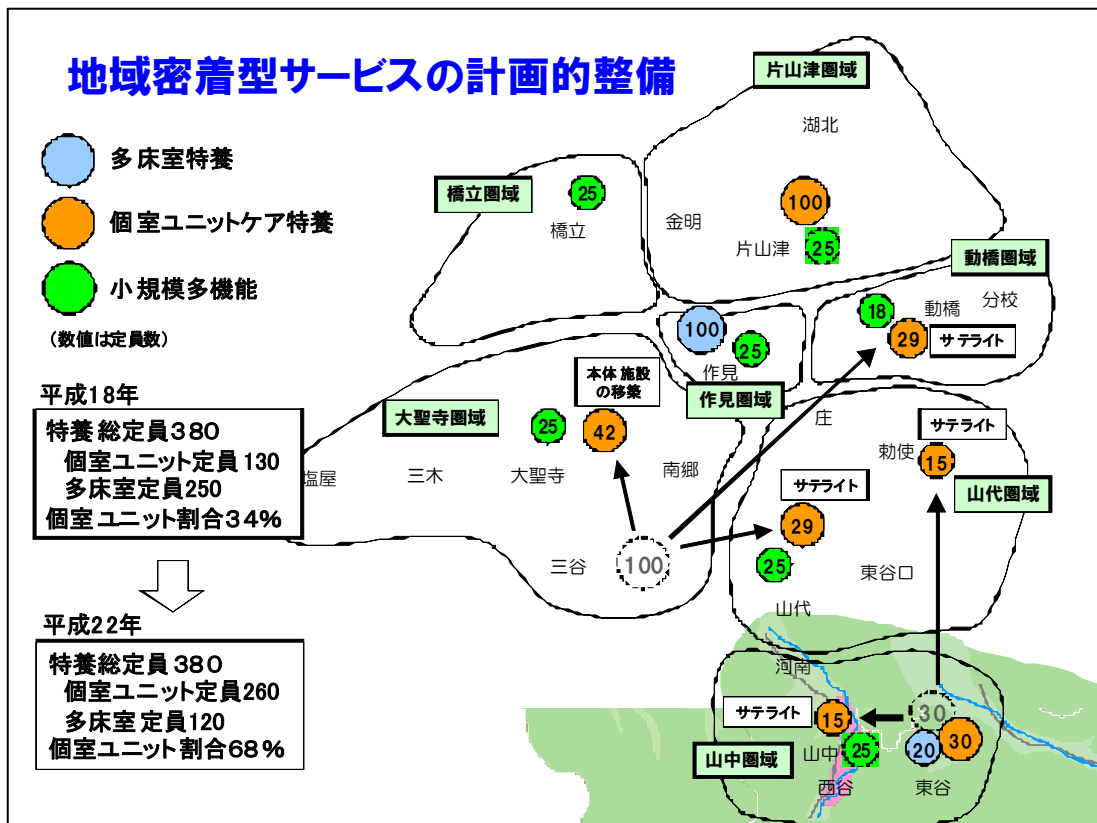 地域密着型サービスの計画的整備
多床室特養
個室ユニットケア特養
小規模多機能
(数値は定員数)
平成18年
特養総定員380
個室ユニット定員130
多床室定員250
個室ユニット割合34%
平成22年
特養総定員380
個室ユニット定員260
多床室定員120
個室ユニット割合68%
片山津圏域
湖北
金明
100
片山津
25
橋立圏域
25
橋立
動橋圏域
分校
動橋
18
29
サテライト
100
25
作見
作見圏域
大聖寺圏域
本体施設
の移築
25
42
塩屋
三木
大聖寺
南郷
三谷
100
庄
勅使
サテライト
15
山代圏域
サテライト
29
25
東谷口
山代
河南
サテライト
15
30
山中
25
20
30
山中圏域
西谷
東谷